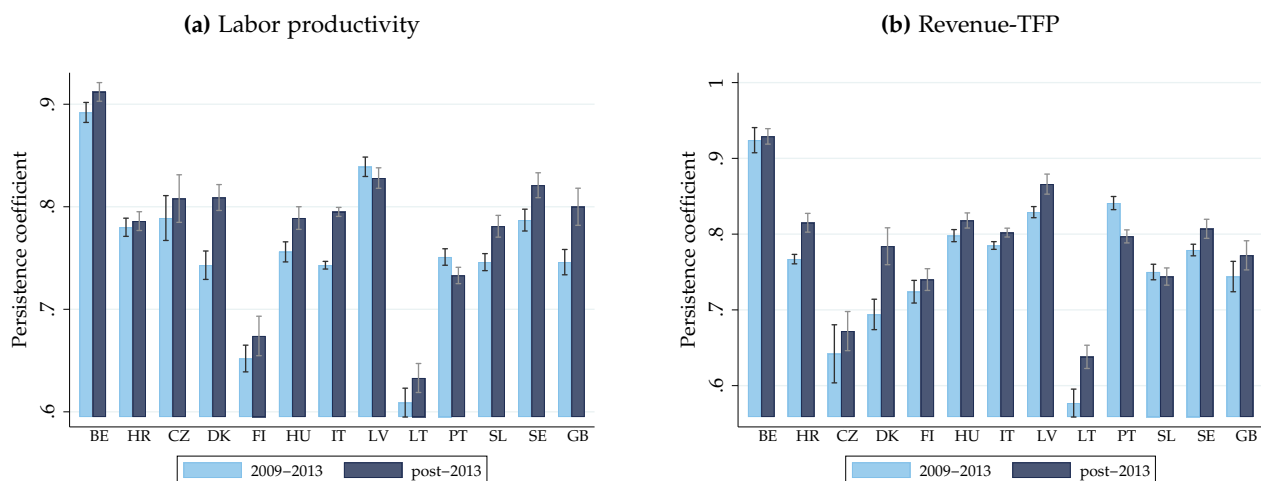 (a) Labor productivity
Persistence coefficient
.9
.8
.7
.6
BE HR CZ DK FI HU IT LV LT PT SL SE GB
2009–2013 post–2013
(b) Revenue-TFP
Persistence coefficient
1
.9
.8
.7
.6
BE HR CZ DK FI HU IT LV LT PT SL SE GB
2009–2013 post–2013